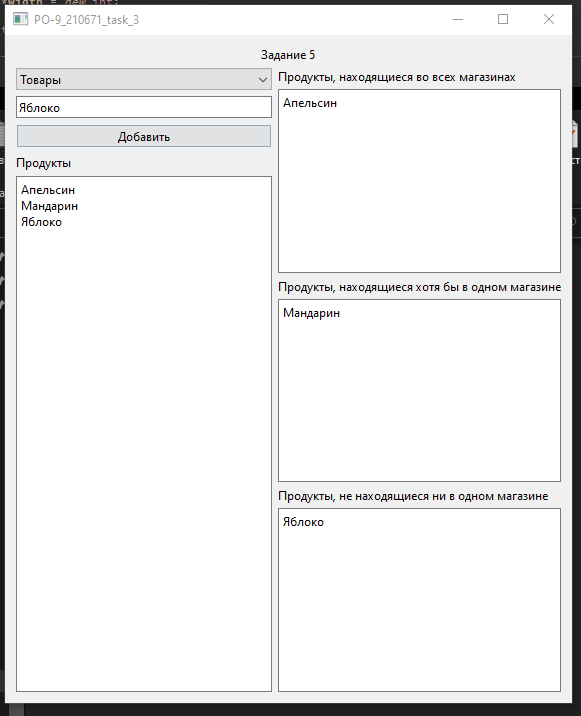 PO-9_210671_task_3
Задание 5
Товары
Яблоко
Добавить
Продукты
Апельсин
Мандарин
Яблоко
Продукты, находящиеся во всех магазинах
Апельсин
Продукты, находящиеся хотя бы в одном магазине
Мандарин
Продукты, не находящиеся ни в одном магазине
Яблоко